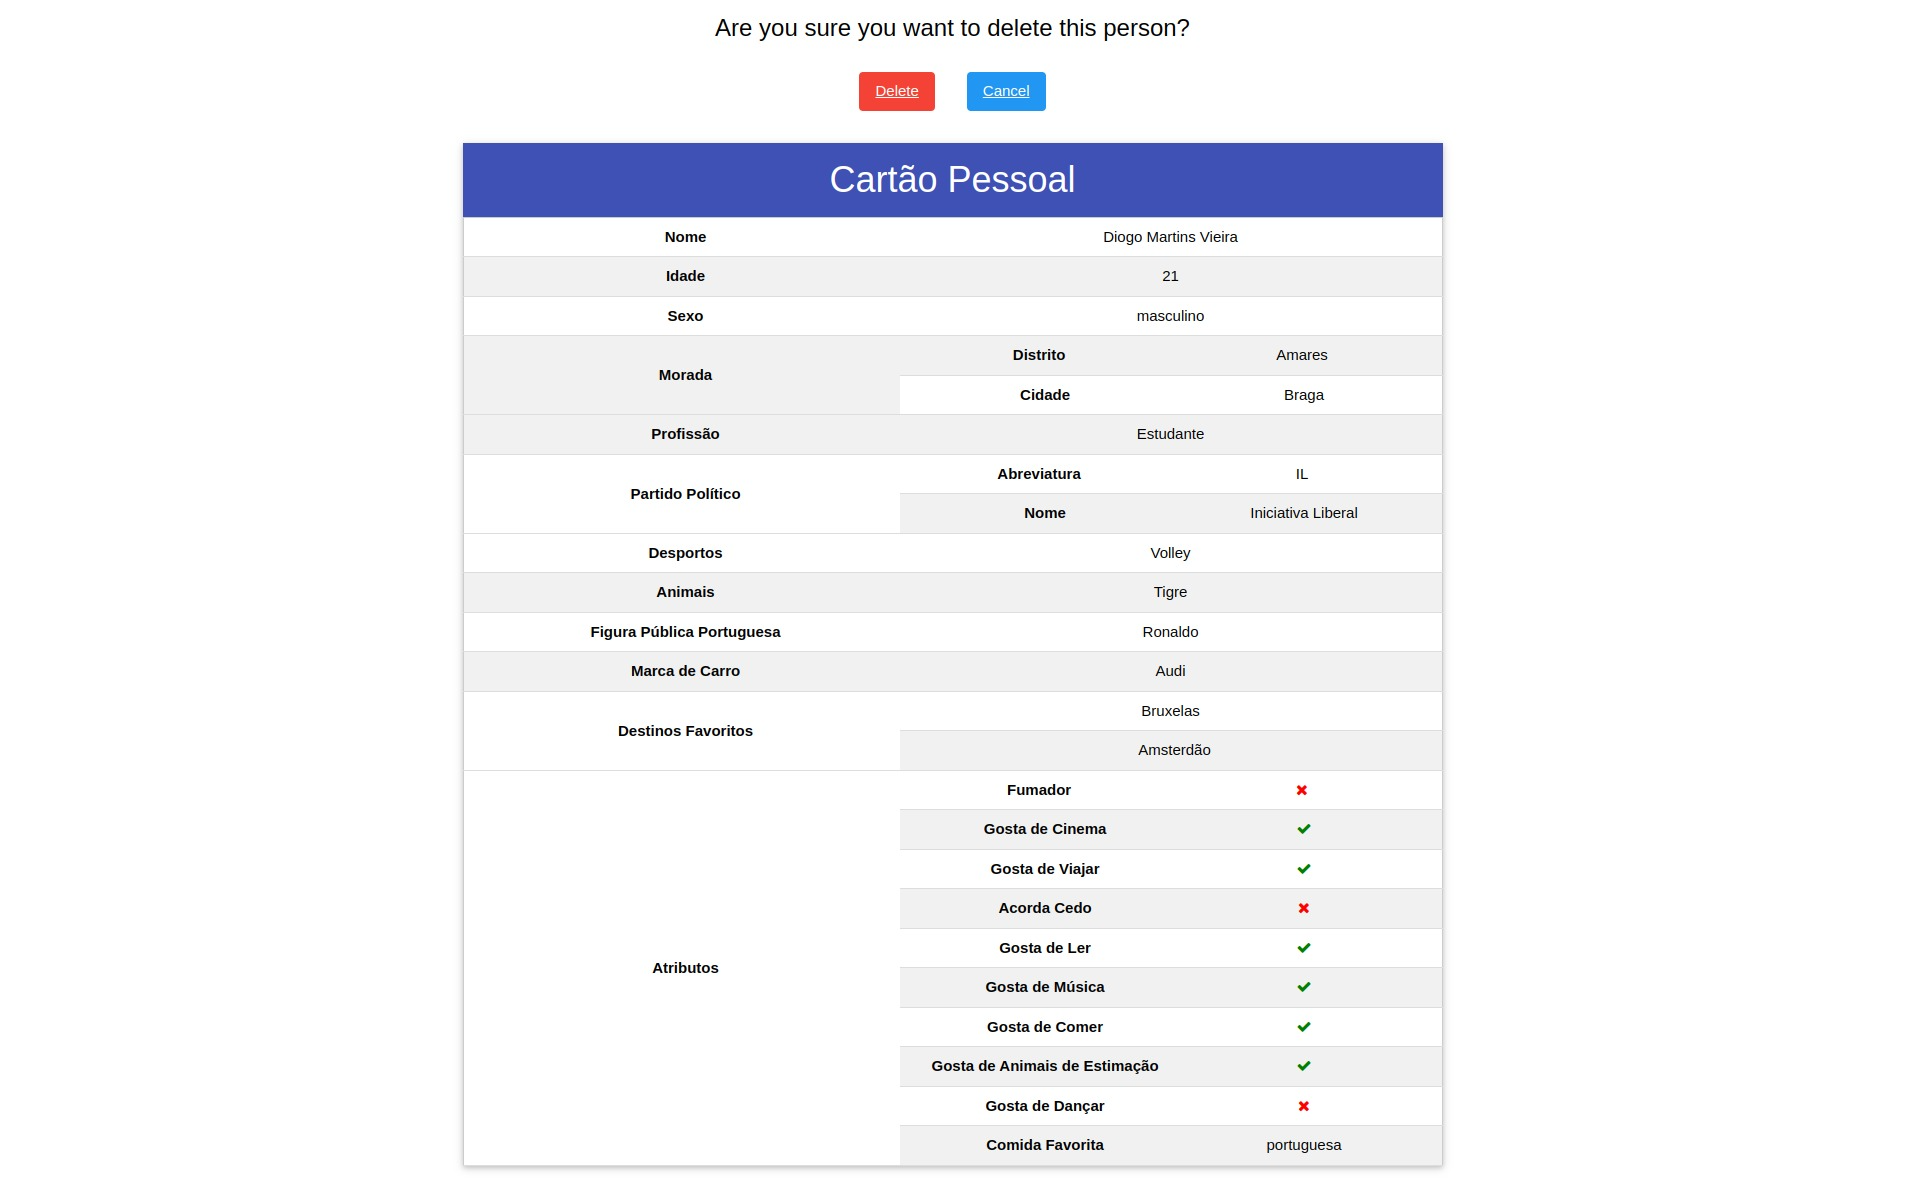 Are you sure you want to delete this person?
Delete Cancel
Cartão Pessoal
Nome Diogo Martins Vieira
Idade 21
Sexo masculino
Morada
Distrito Amares
Cidade Braga
Profissão Estudante
Partido Político
Abreviatura IL
Nome Iniciativa Liberal
Desportos Volley
Animais Tigre
Figura Pública Portuguesa Ronaldo
Marca de Carro Audi
Destinos Favoritos
Bruxelas
Amsterdão
Atributos
Fumador ✖
Gosta de Cinema ✔
Gosta de Viajar ✔
Acorda Cedo ✖
Gosta de Ler ✔
Gosta de Música ✔
Gosta de Comer ✔
Gosta de Animais de Estimação ✔
Gosta de Dançar ✖
Comida Favorita portuguesa